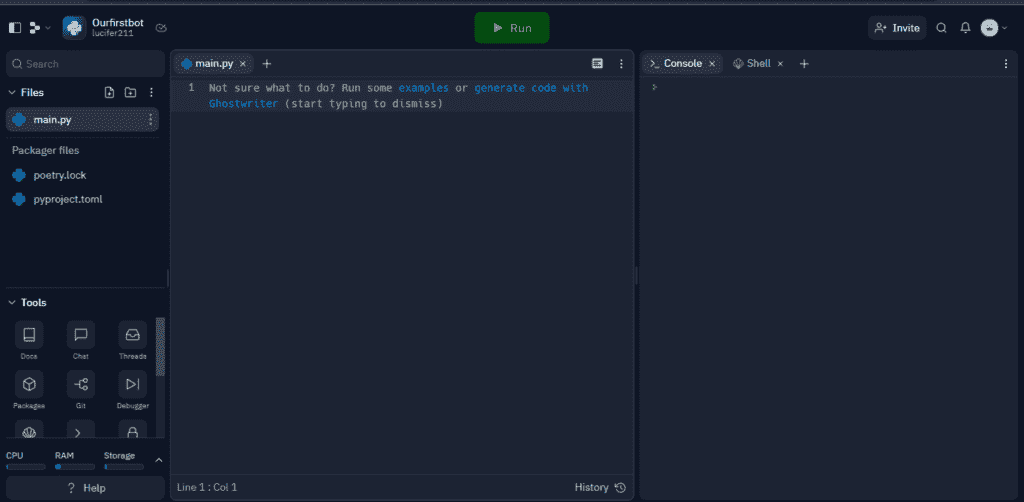 Ourfirstbot
lucifer211
Run
Invite
Search
Files
main.py
Packager files
poetry.lock
pyproject.toml
Tools
Docs
Chat
Threads
Packages
Git
Debugger
CPU
RAM
Storage
? Help
main.py
1 Not sure what to do? Run some examples or generate code with
Ghostwriter (start typing to dismiss)
Line 1 : Col 1
History
Console
Shell